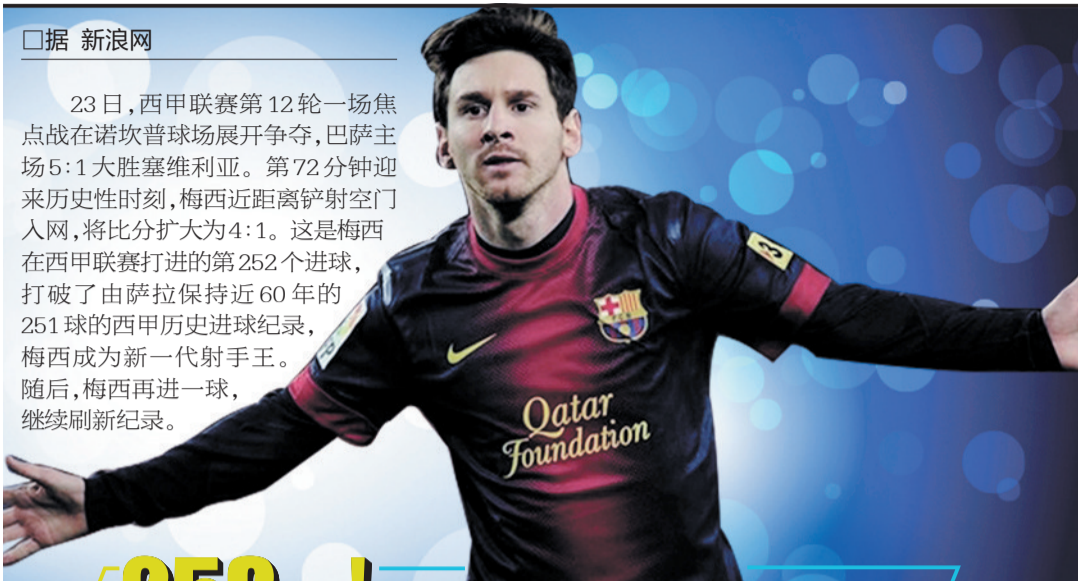 □据 新浪网
23日,西甲联赛第12轮一场焦
点战在诺坎普球场展开争夺,巴萨主
场5:1大胜塞维利亚。第72分钟迎
来历史性时刻,梅西近距离铲射空门
入网,将比分扩大为4:1。这是梅西
在西甲联赛打进的第252个进球,
打破了由萨拉保持近60年的
251球的西甲历史进球纪录,
梅西成为新一代射手王。
随后,梅西再进一球,
继续刷新纪录。
Qatar
Foundation